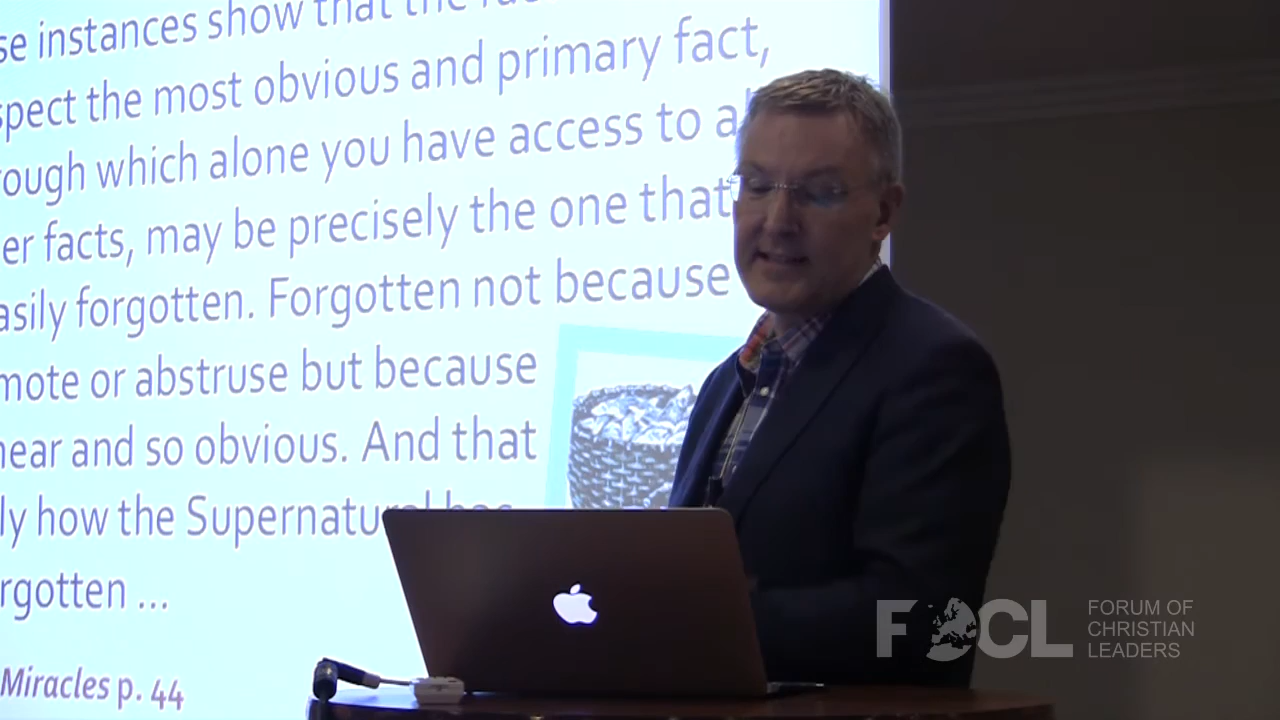 se instances show that the
spect the most obvious and primary fact,
rough which alone you have access to a
er facts, may be precisely the one that
asily forgotten. Forgotten not because
mote or abstruse but because
near and so obvious. And that
ly how the Supernatural has
rgotten ...
Miracles p. 44
FOCL
FORUM OF
CHRISTIAN
LEADERS